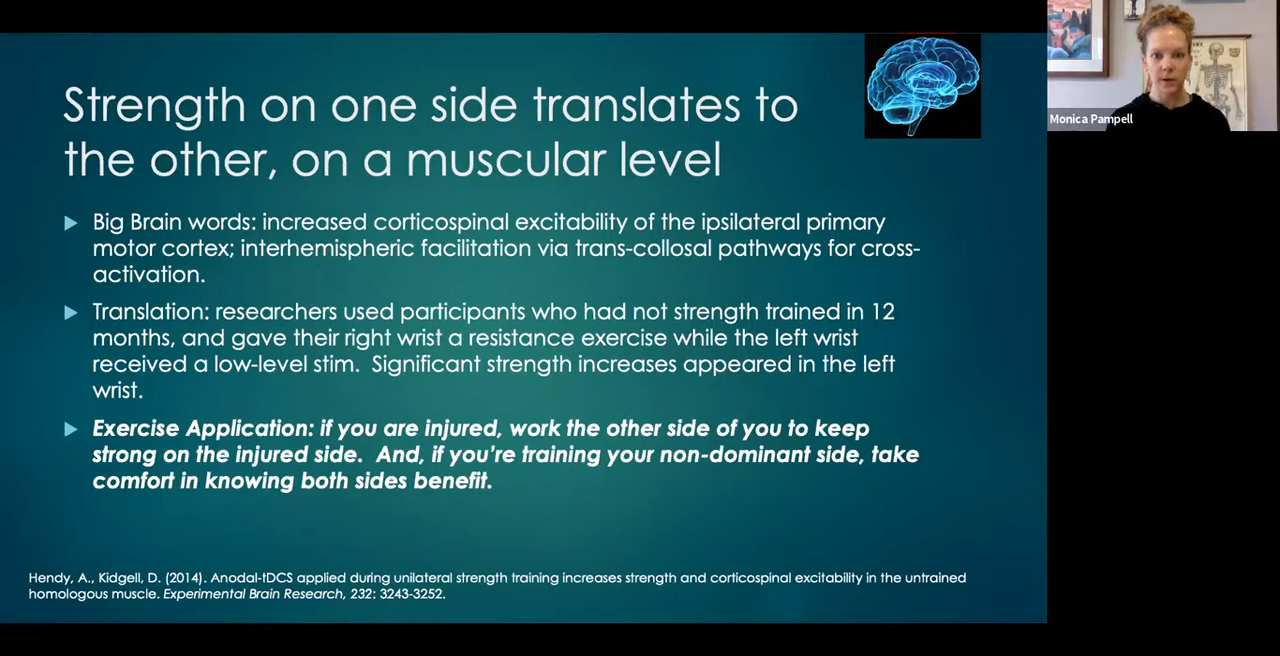 Strength on one side translates to
the other, on a muscular level
Big Brain words: increased corticospinal excitability of the ipsilateral primary
motor cortex; interhemispheric facilitation via trans-collosal pathways for cross-
activation.
Translation: researchers used participants who had not strength trained in 12
months, and gave their right wrist a resistance exercise while the left wrist
received a low-level stim.  Significant strength increases appeared in the left
wrist.
Exercise Application: if you are injured, work the other side of you to keep
strong on the injured side.  And, if you're training your non-dominant side, take
comfort in knowing both sides benefit.
Hendy, A., Kidgell, D. (2014). Anodal-tDCS applied during unilateral strength training increases strength and corticospinal excitability in the untrained
homologous muscle. Experimental Brain Research, 232: 3243-3252.
Monica Pampell